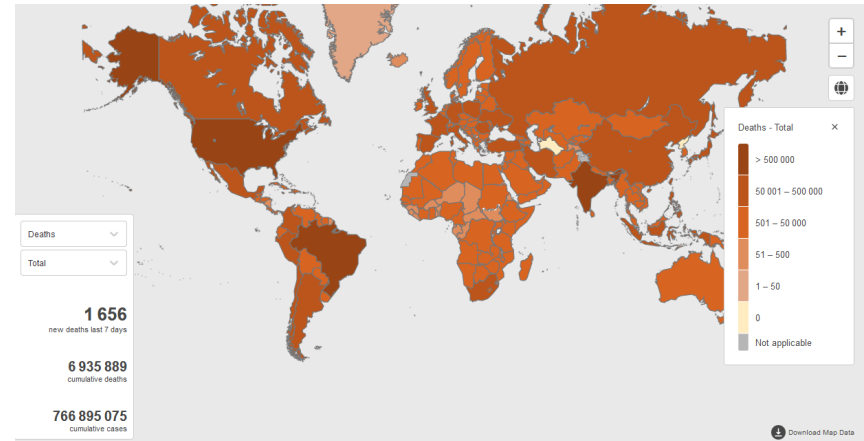 +
−
Deaths - Total ×
> 500 000
50 001 – 500 000
501 – 50 000
51 – 500
1 – 50
0
Not applicable
Deaths
Total
1 656
new deaths last 7 days
6 935 889
cumulative deaths
766 895 075
cumulative cases
Download Map Data